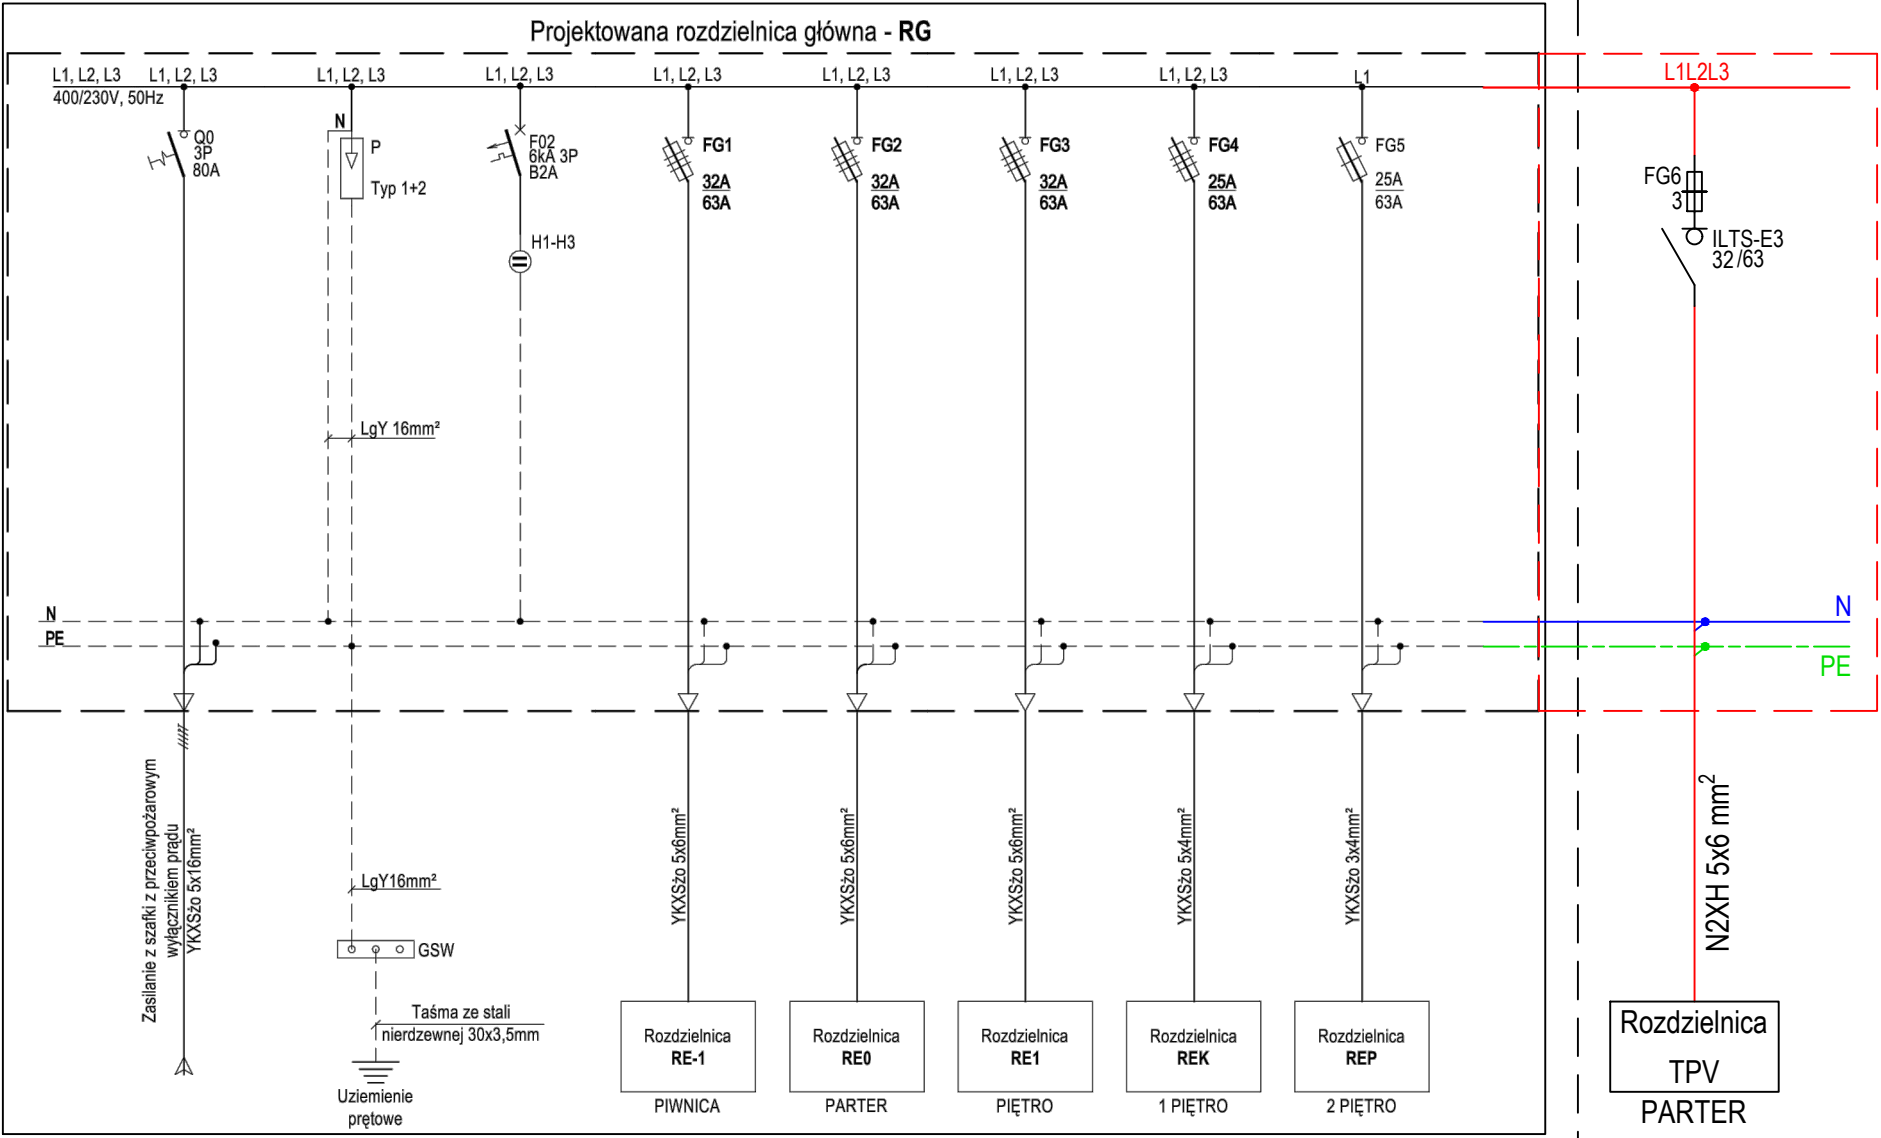 Projektowana rozdzielnica główna - RG
L1, L2, L3
400/230V, 50Hz
L1, L2, L3
L1, L2, L3
L1, L2, L3
L1, L2, L3
L1, L2, L3
L1, L2, L3
L1, L2, L3
L1
L1L2L3
Q0
3P
80A
N
P
Typ 1+2
F02
6kA 3P
B2A
H1-H3
FG1
32A
63A
FG2
32A
63A
FG3
32A
63A
FG4
25A
63A
FG5
25A
63A
FG6
3
ILTS-E3
32/63
LgY 16mm²
N
PE
N
PE
Zasilanie z szafki z przeciwpożarowym
wyłącznikiem prądu
YKXSżo 5x16mm²
LgY16mm²
GSW
Taśma ze stali
nierdzewnej 30x3,5mm
Uziemienie
prętowe
YKXSżo 5x6mm²
YKXSżo 5x6mm²
YKXSżo 5x6mm²
YKXSżo 5x4mm²
YKXSżo 3x4mm²
N2XH 5x6 mm²
Rozdzielnica
RE-1
PIWNICA
Rozdzielnica
RE0
PARTER
Rozdzielnica
RE1
PIĘTRO
Rozdzielnica
REK
1 PIĘTRO
Rozdzielnica
REP
2 PIĘTRO
Rozdzielnica
TPV
PARTER